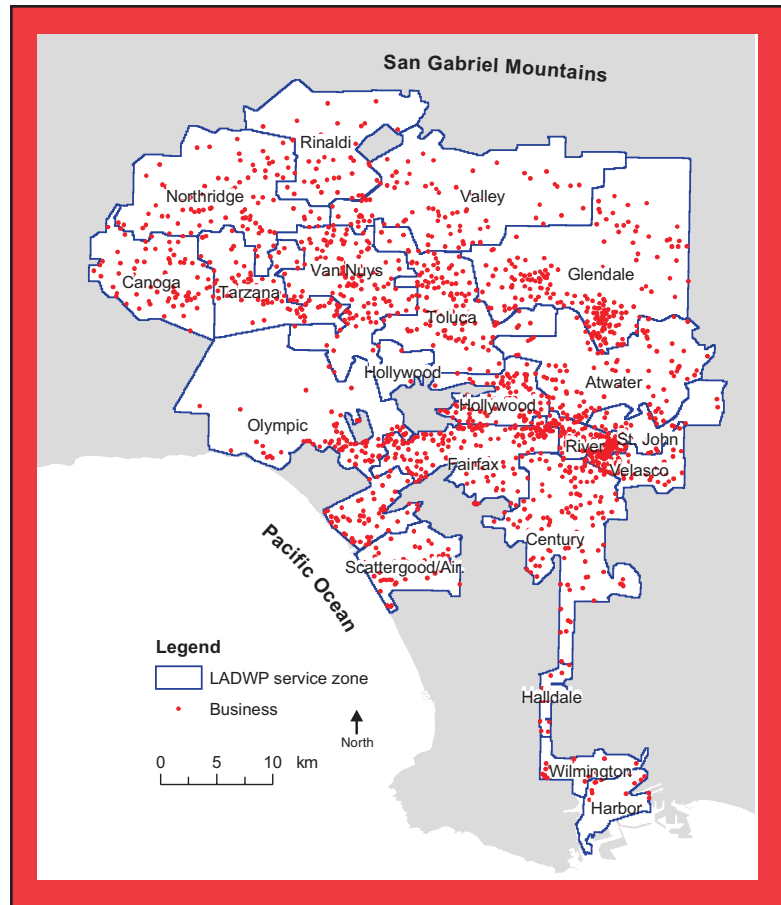 San Gabriel Mountains
Rinaldi
Northridge
Valley
Van Nuys
Canoga
Tarzana
Glendale
Toluca
Hollywood
Atwater
Hollywood
Olympic
River
St. John
Fairfax
Velasco
Century
Scattergood/Air.
Pacific Ocean
Legend
LADWP service zone
Business
North
0 5 10 km
Halldale
Wilmington
Harbor